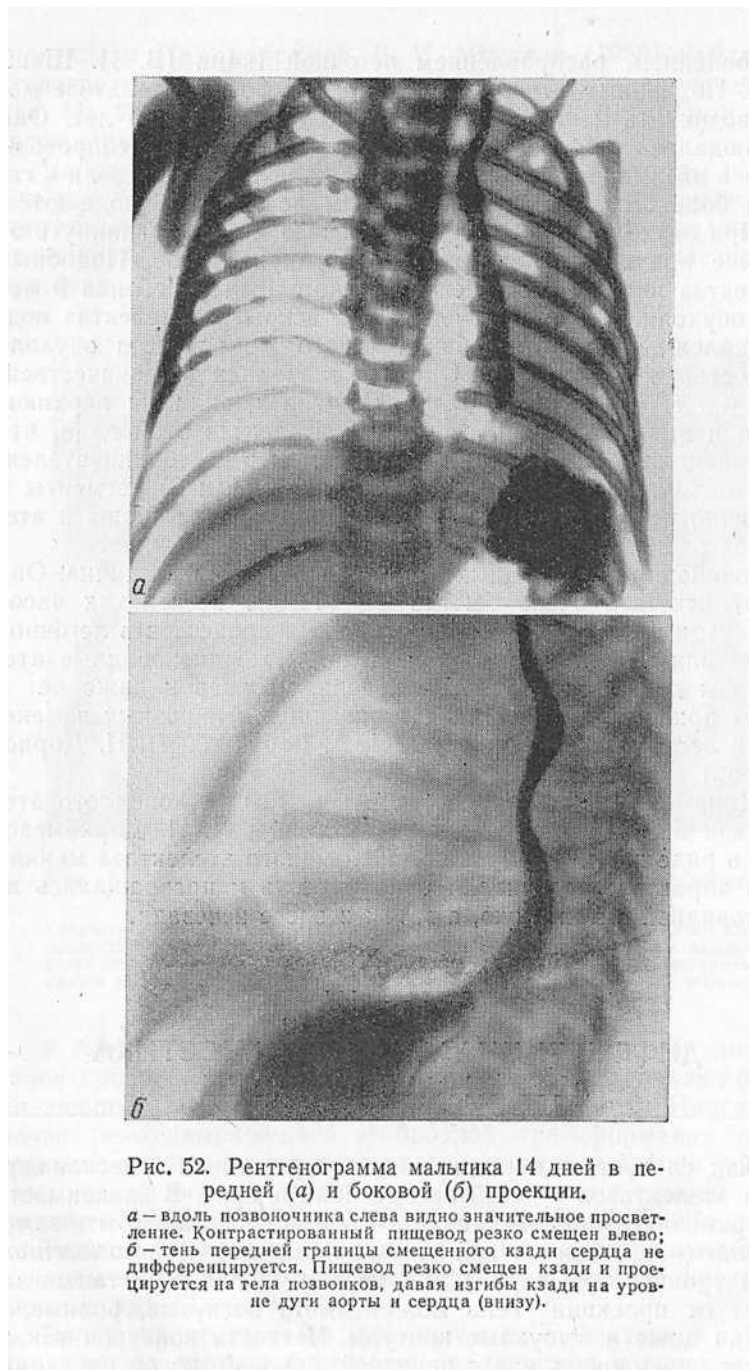 а
б
Рис. 52. Рентгенограмма мальчика 14 дней в пе-
редней (а) и боковой (б) проекции.
а — вдоль позвоночника слева видно значительное просвет-
ление. Контрастированный пищевод резко смещен влево;
б — тень передней границы смещенного кзади сердца не
дифференцируется. Пищевод резко смещен кзади и прое-
цируется на тела позвонков, давая изгибы кзади на уров-
не дуги аорты и сердца (внизу).